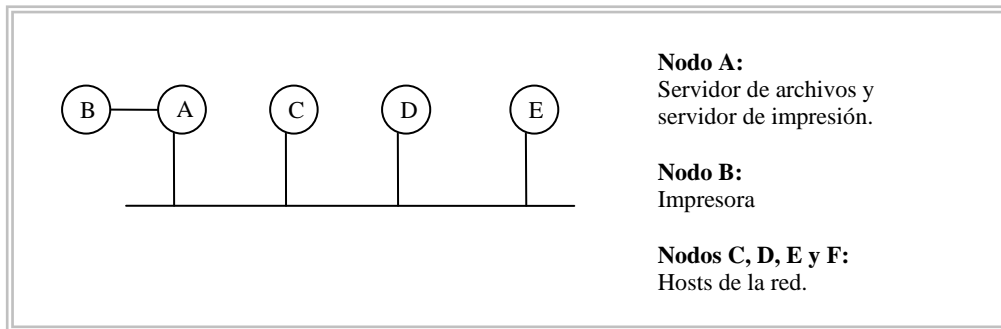 B A C D E
Nodo A:
Servidor de archivos y
servidor de impresión.
Nodo B:
Impresora
Nodos C, D, E y F:
Hosts de la red.